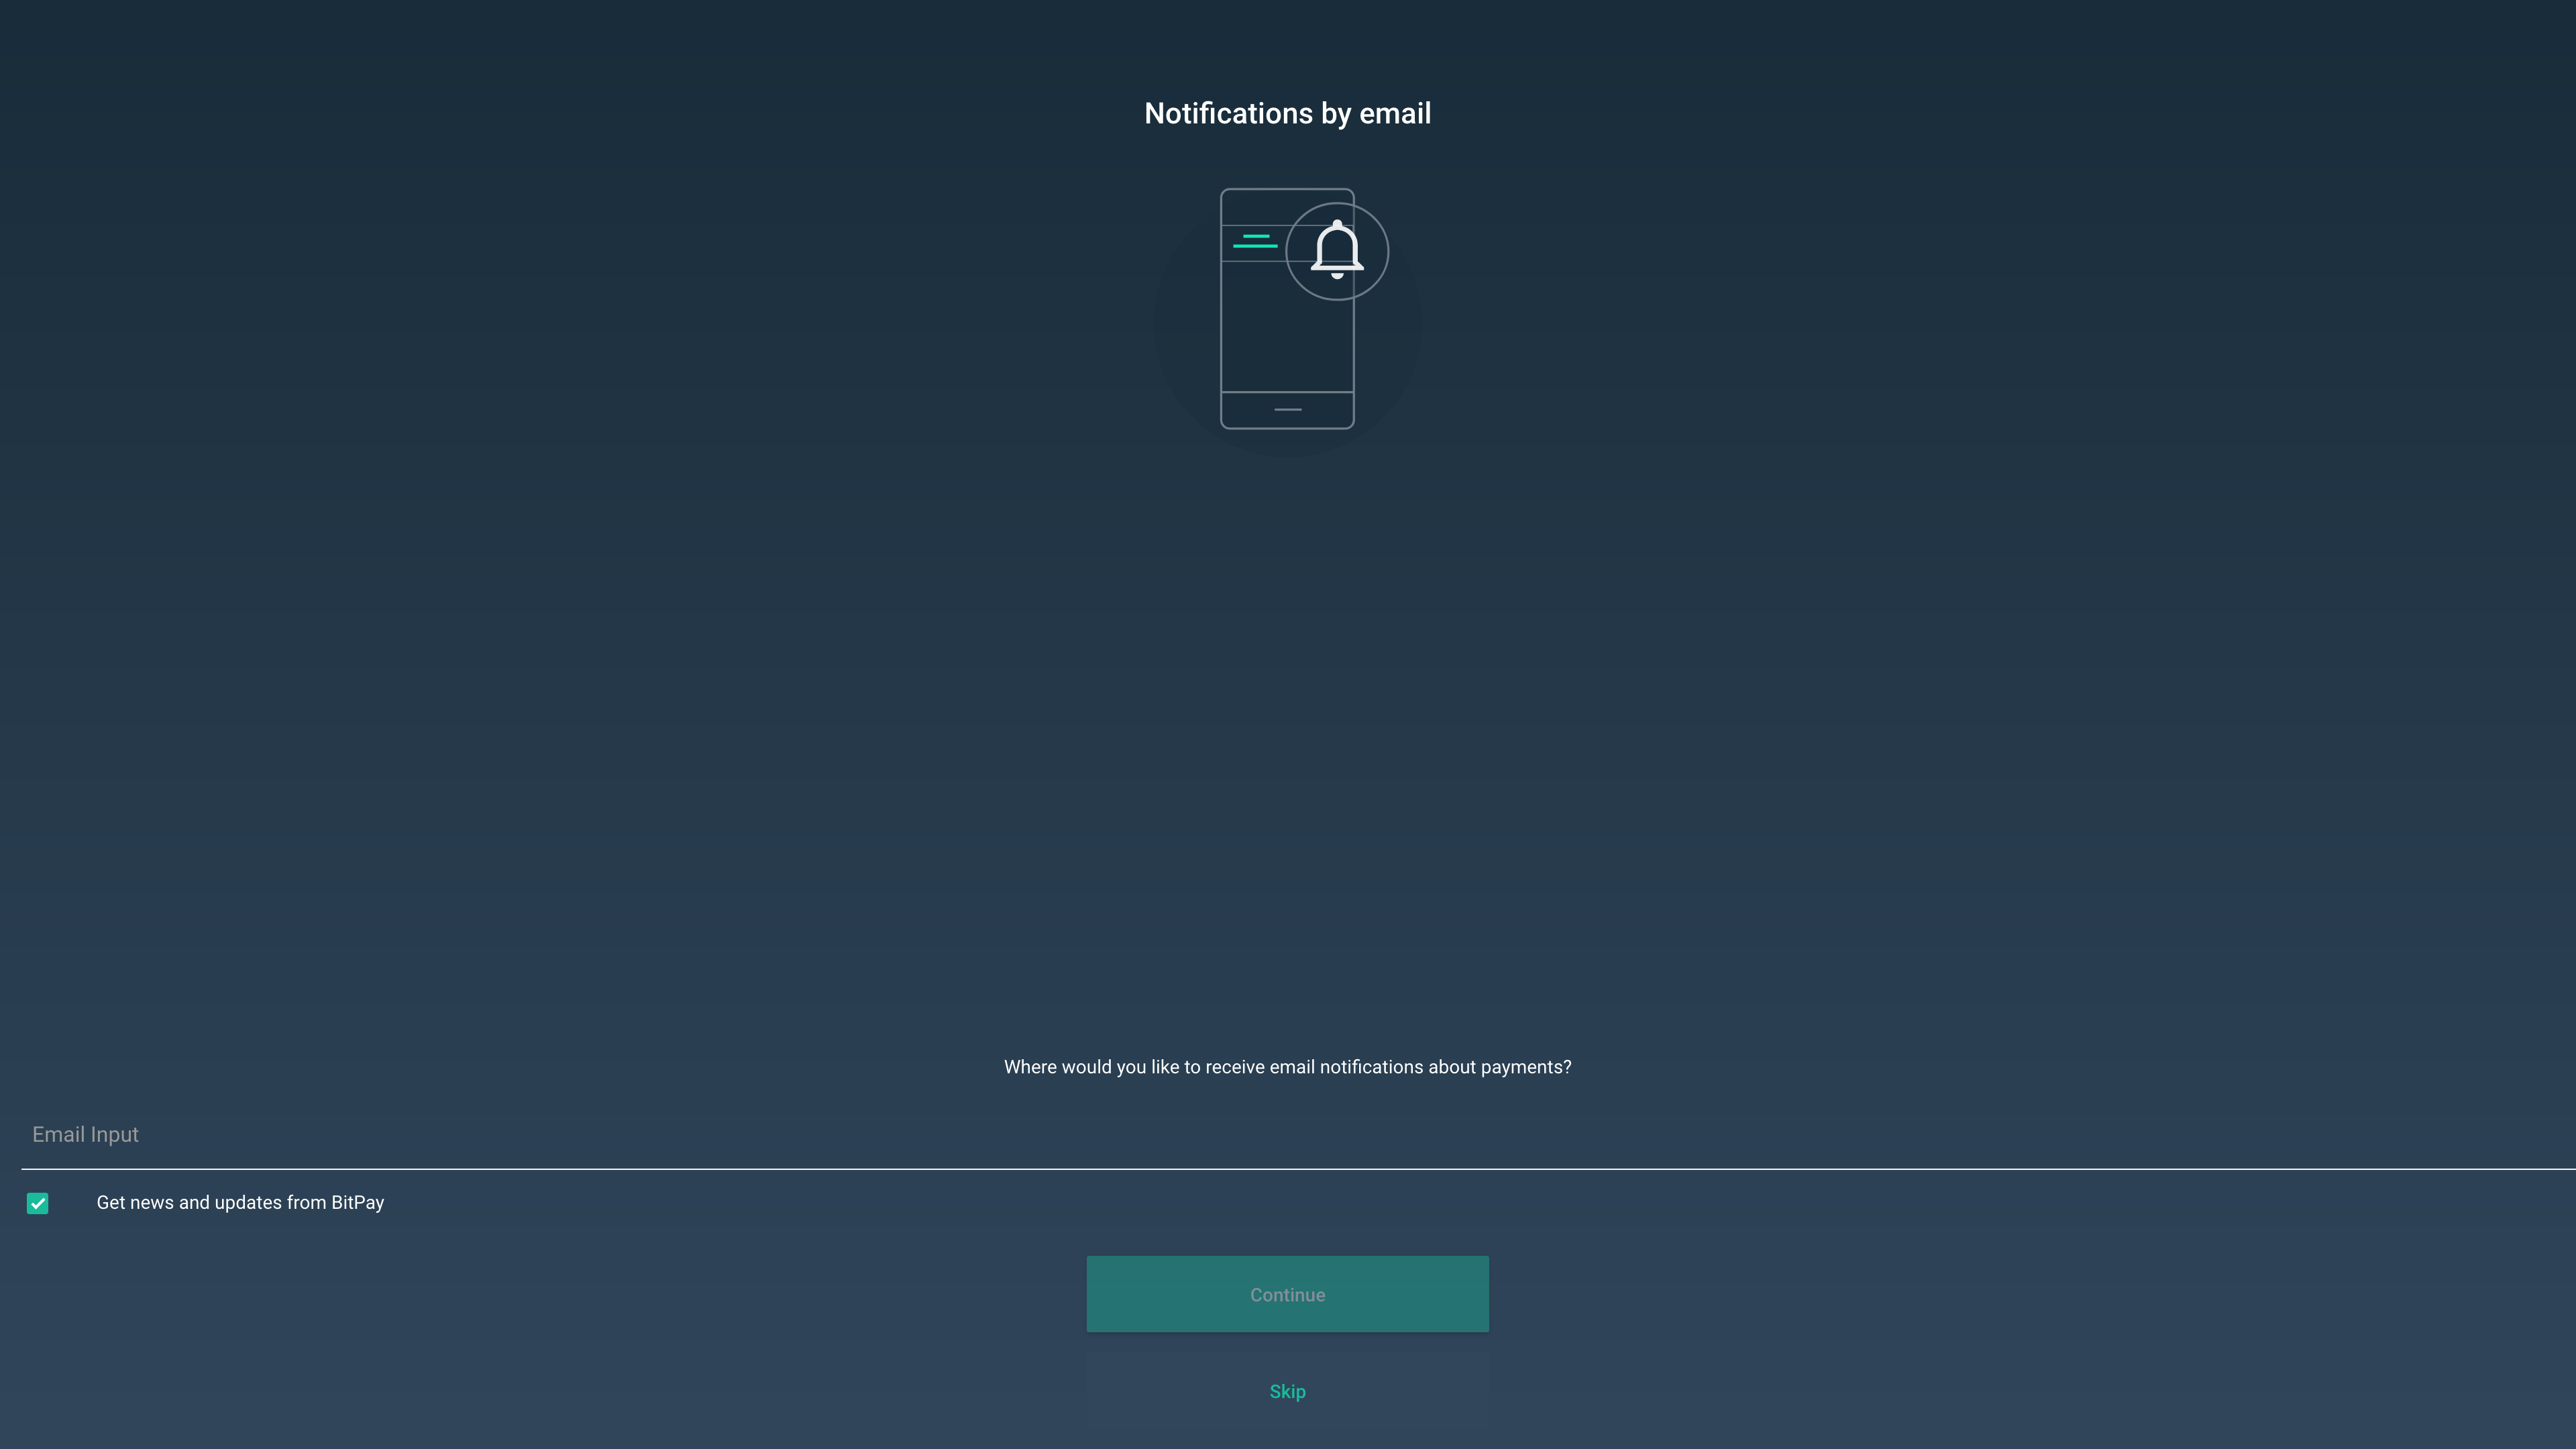 Notifications by email
Where would you like to receive email notifications about payments?
Email Input
Get news and updates from BitPay
Continue
Skip